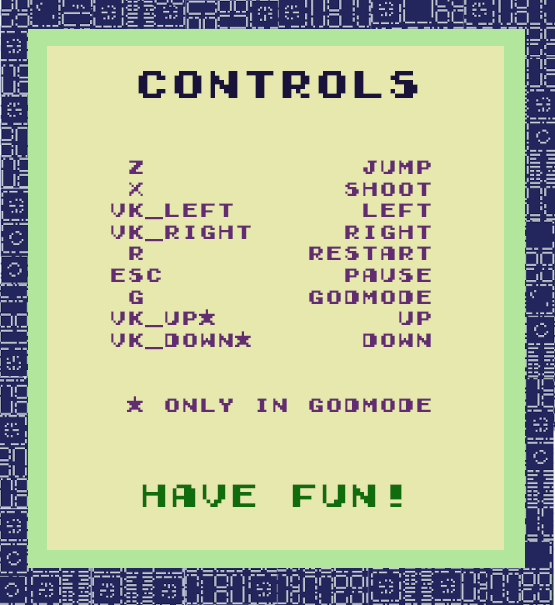 CONTROLS
Z JUMP
X SHOOT
VK_LEFT LEFT
VK_RIGHT RIGHT
R RESTART
ESC PAUSE
G GODMODE
VK_UP★ UP
VK_DOWN★ DOWN
★ ONLY IN GODMODE
HAVE FUN!